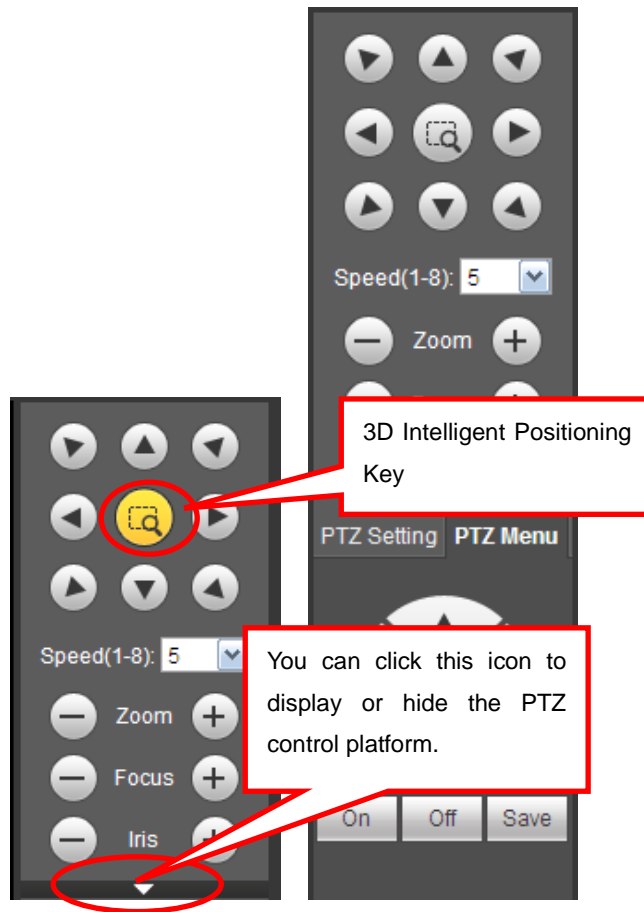 Speed(1-8): 5
Zoom
3D Intelligent Positioning
Key
PTZ Setting PTZ Menu
Speed(1-8): 5
You can click this icon to
display or hide the PTZ
control platform.
Zoom
Focus
Iris
On Off Save